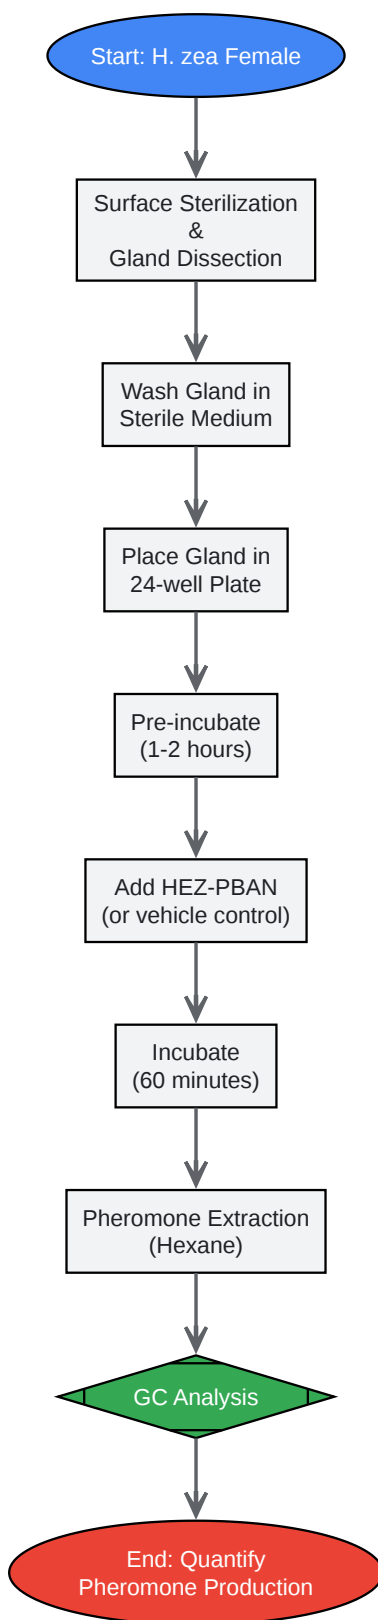 Start: H. zea Female
Surface Sterilization
&
Gland Dissection
Wash Gland in
Sterile Medium
Place Gland in
24-well Plate
Pre-incubate
(1-2 hours)
Add HEZ-PBAN
(or vehicle control)
Incubate
(60 minutes)
Pheromone Extraction
(Hexane)
GC Analysis
End: Quantify
Pheromone Production